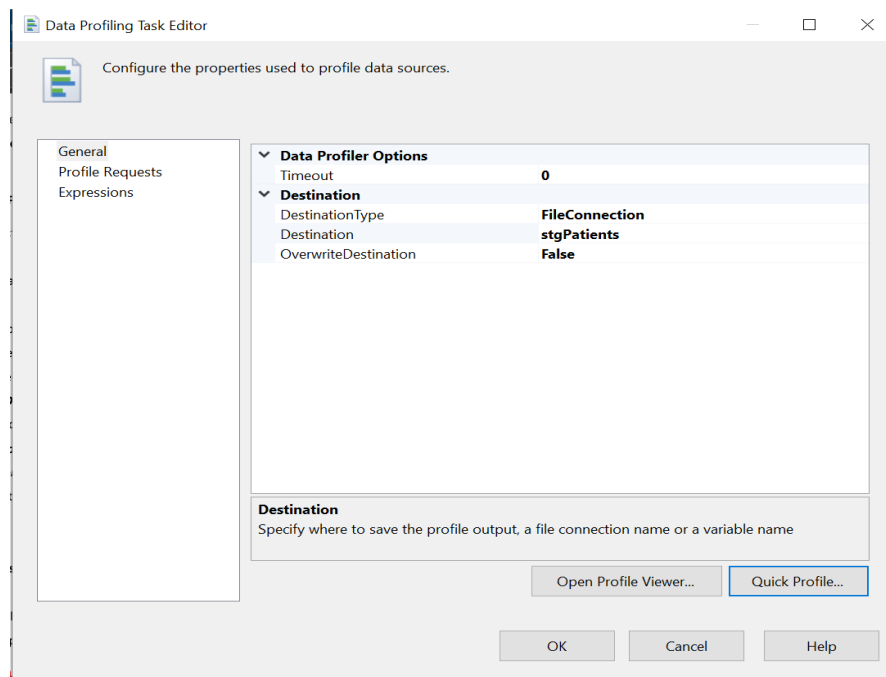 Data Profiling Task Editor
Configure the properties used to profile data sources.
General
Profile Requests
Expressions
Data Profiler Options
Timeout 0
Destination
DestinationType FileConnection
Destination stgPatients
OverwriteDestination False
Destination
Specify where to save the profile output, a file connection name or a variable name
Open Profile Viewer... Quick Profile...
OK Cancel Help